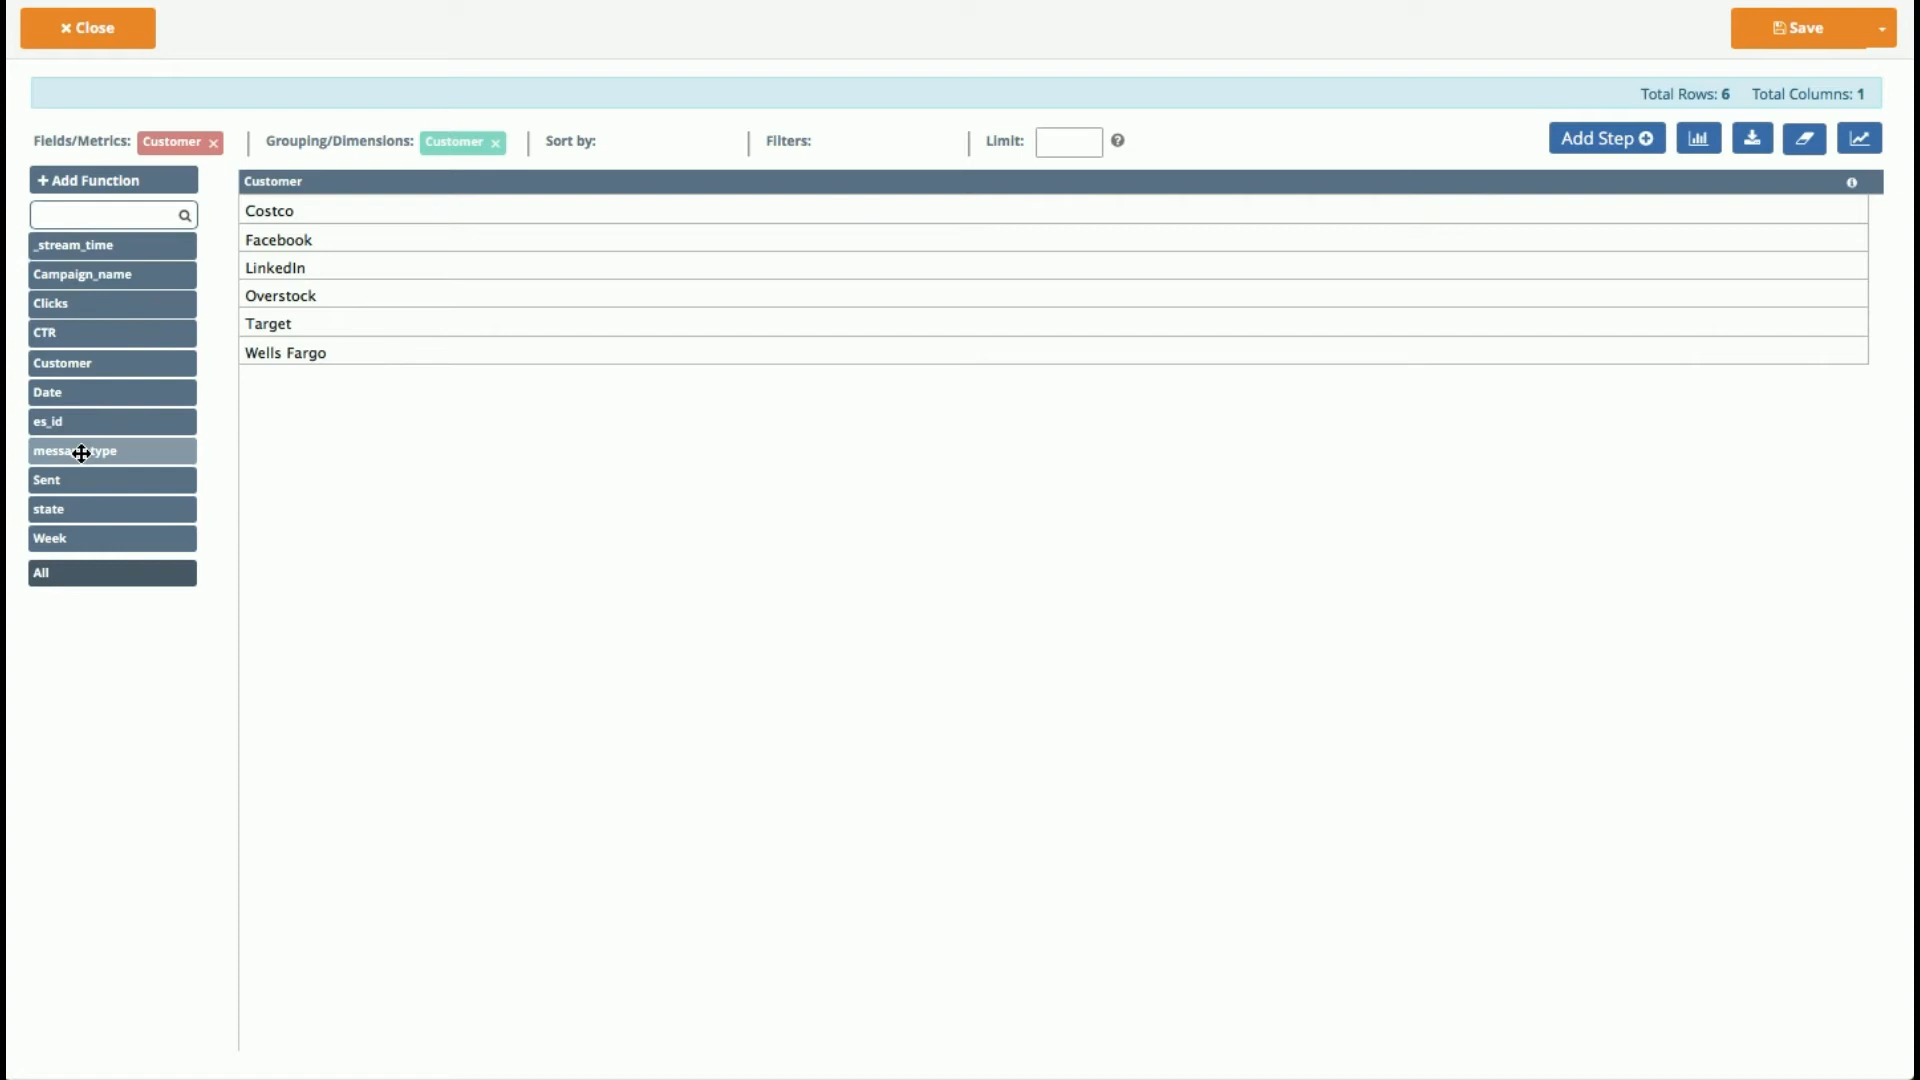 Close
Save
Total Rows: 6 Total Columns: 1
Fields/Metrics: Customer Grouping/Dimensions: Customer Sort by: Filters: Limit: Add Step
+ Add Function
Customer
Costco
Facebook
LinkedIn
Overstock
Target
Wells Fargo
_stream_time
Campaign_name
Clicks
CTR
Customer
Date
es_id
Sent
state
Week
All